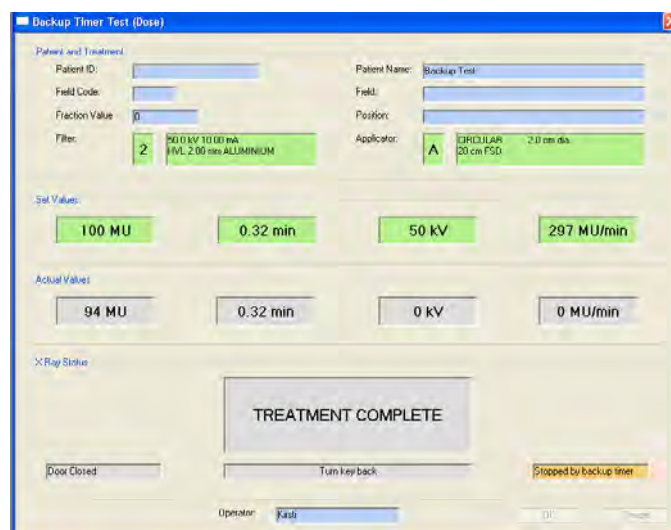 Backup Timer Test (Dose)
Patient and Treatment
Patient ID:
Patient Name: Backup Test
Field Code:
Field:
Fraction Value 0
Position:
Filter: 2 50.0 kV 10.00 mA
HVL 2.00 mm ALUMINIUM
Applicator: A CIRCULAR 2.0 cm dia.
20 cm FSD
Set Values
100 MU 0.32 min 50 kV 297 MU/min
Actual Values
94 MU 0.32 min 0 kV 0 MU/min
X Ray Status
TREATMENT COMPLETE
Door Closed Turn key back Stopped by backup timer
Operator: Kasti